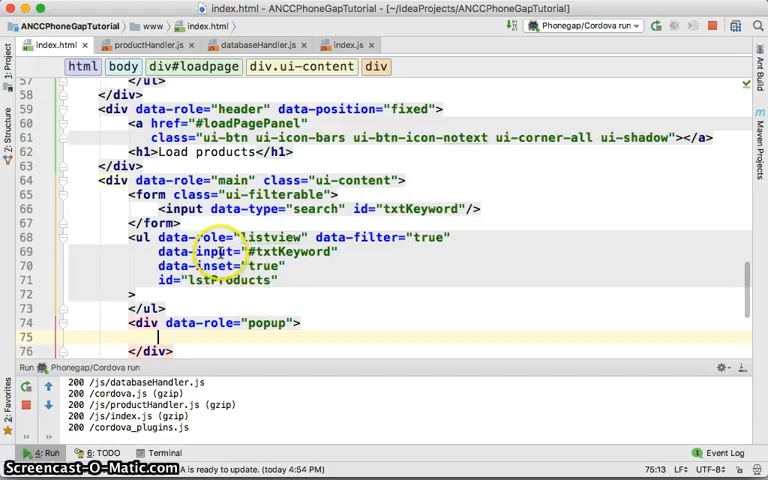 index.html - ANCCPhoneGapTutorial - [~/IdeaProjects/ANCCPhoneGapTutorial]
ANCCPhoneGapTutorial www index.html Phonegap/Cordova run
index.html productHandler.js databaseHandler.js index.js
html body div#loadpage div.ui-content div
57 </ul>
58 </div>
59 <div data-role="header" data-position="fixed">
60 <a href="#loadPagePanel"
61 class="ui-btn ui-icon-bars ui-btn-icon-notext ui-corner-all ui-shadow"></a>
62 <h1>Load products</h1>
63 </div>
64 <div data-role="main" class="ui-content">
65 <form class="ui-filterable">
66 <input data-type="search" id="txtKeyword"/>
67 </form>
68 <ul data-role="listview" data-filter="true"
69 data-input="#txtKeyword"
70 data-inset="true"
71 id="lstProducts"
72 >
73 </ul>
74 <div data-role="popup">
75
76 </div>
1: Project
7: Structure
2: Favorites
Ant Build
Maven Projects
Run Phonegap/Cordova run
200 /js/databaseHandler.js
200 /cordova.js (gzip)
200 /js/productHandler.js (gzip)
200 /js/index.js (gzip)
200 /cordova_plugins.js
4: Run 6: TODO Terminal Event Log
Screencast-O-Matic.com A is ready to update. (today 4:54 PM) 75:13 LF÷ UTF-8÷